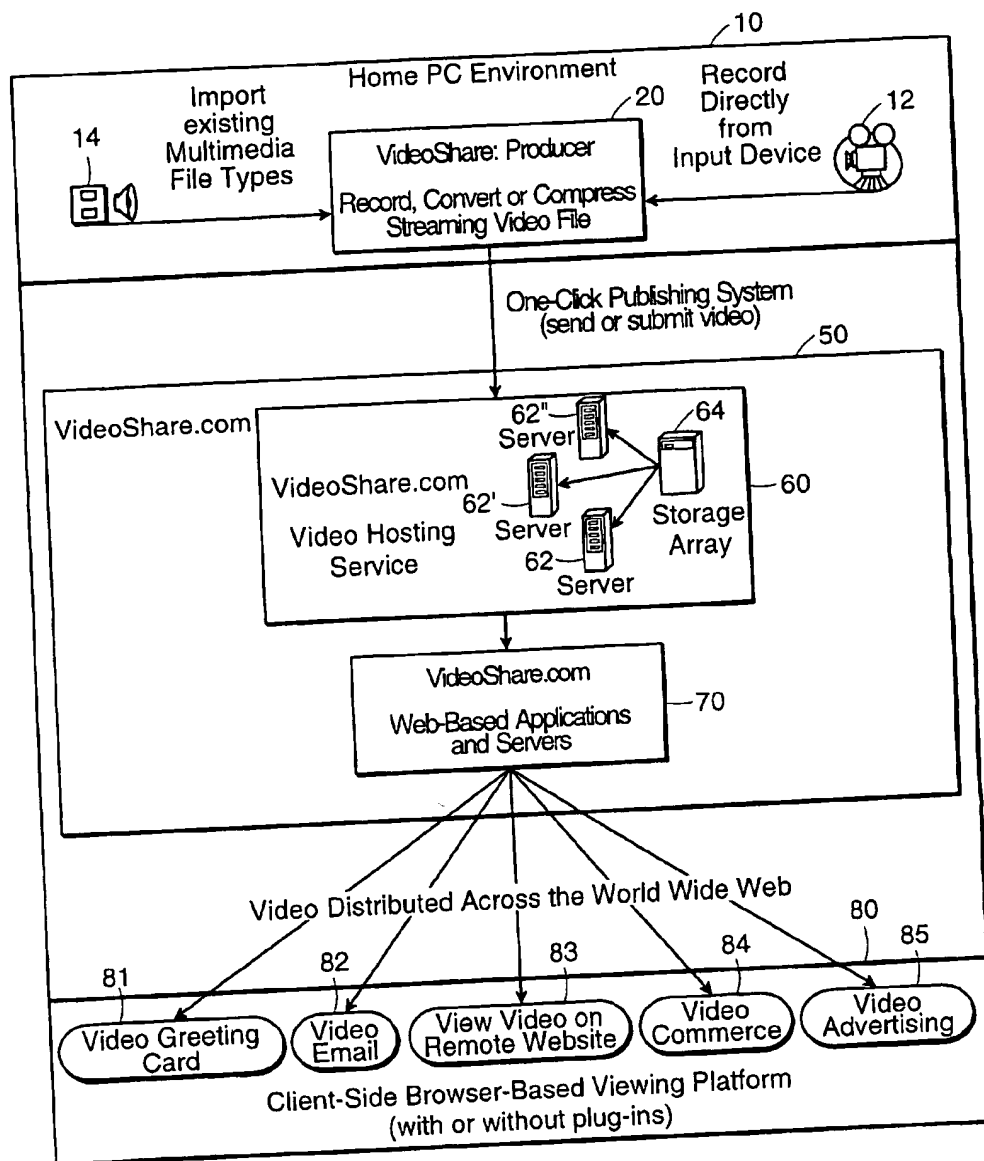 10
Home PC Environment
Import
existing
Multimedia
File Types
14
20
VideoShare: Producer
Record, Convert or Compress
Streaming Video File
Record
Directly
from
Input Device
12
One-Click Publishing System
(send or submit video)
50
VideoShare.com
VideoShare.com
Video Hosting
Service
62"
Server
62'
Server
62
Server
64
Storage
Array
60
VideoShare.com
Web-Based Applications
and Servers
70
Video Distributed Across the World Wide Web
80
81
Video Greeting
Card
82
Video
Email
83
View Video on
Remote Website
84
Video
Commerce
85
Video
Advertising
Client-Side Browser-Based Viewing Platform
(with or without plug-ins)